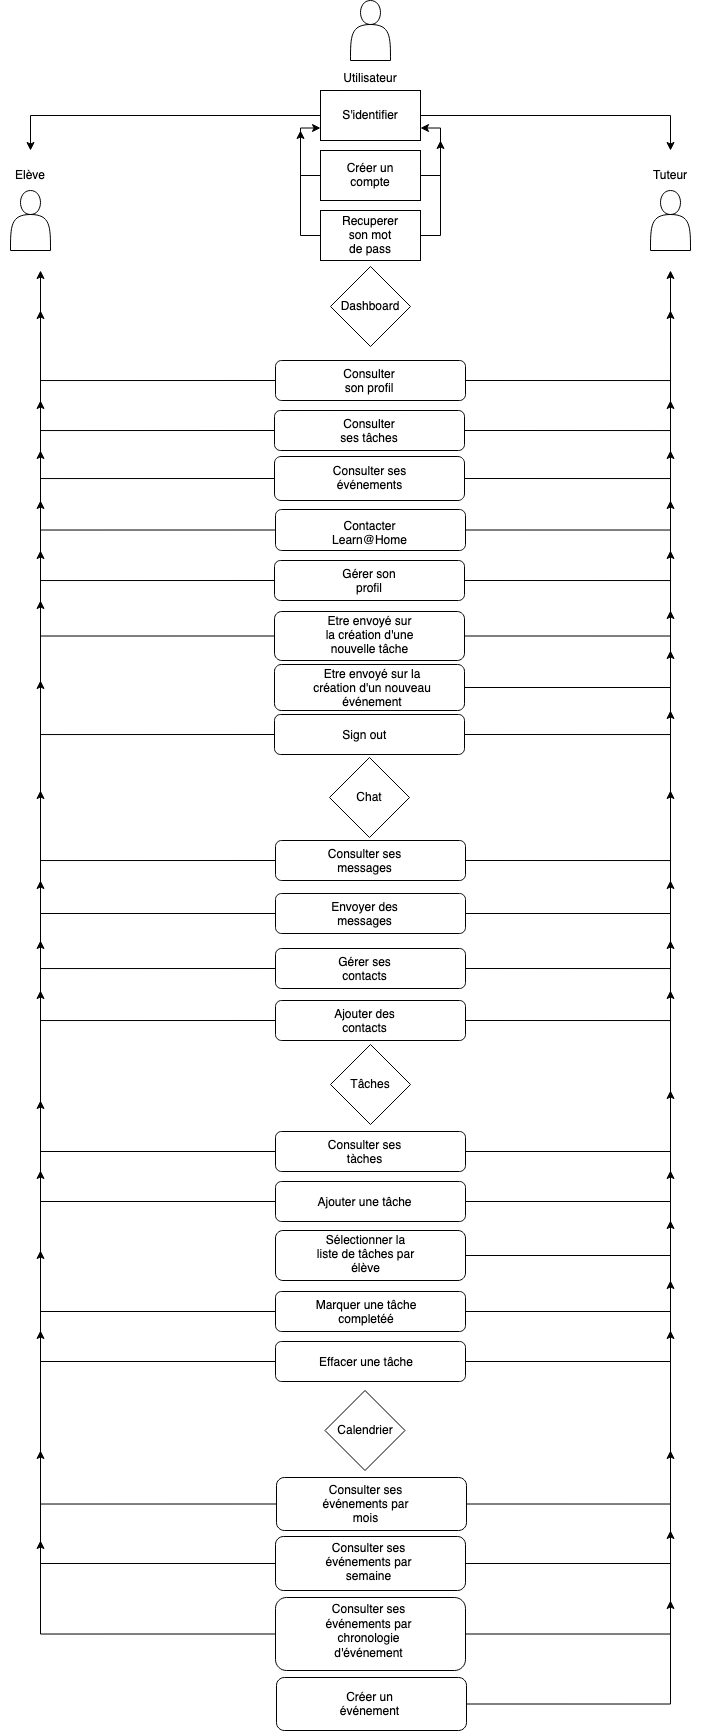 Utilisateur
S'identifier
Créer un
compte
Elève
Tuteur
Recuperer
son mot
de pass
Dashboard
Consulter
son profil
Consulter
ses tâches
Consulter ses
événements
Contacter
Learn@Home
Gérer son
profil
Etre envoyé sur
la création d'une
nouvelle tâche
Etre envoyé sur la
création d'un nouveau
événement
Sign out
Chat
Consulter ses
messages
Envoyer des
messages
Gérer ses
contacts
Ajouter des
contacts
Tâches
Consulter ses
tàches
Ajouter une tâche
Sélectionner la
liste de tâches par
élève
Marquer une tâche
completéé
Effacer une tâche
Calendrier
Consulter ses
événements par
mois
Consulter ses
événements par
semaine
Consulter ses
événements par
chronologie
d'événement
Créer un
événement